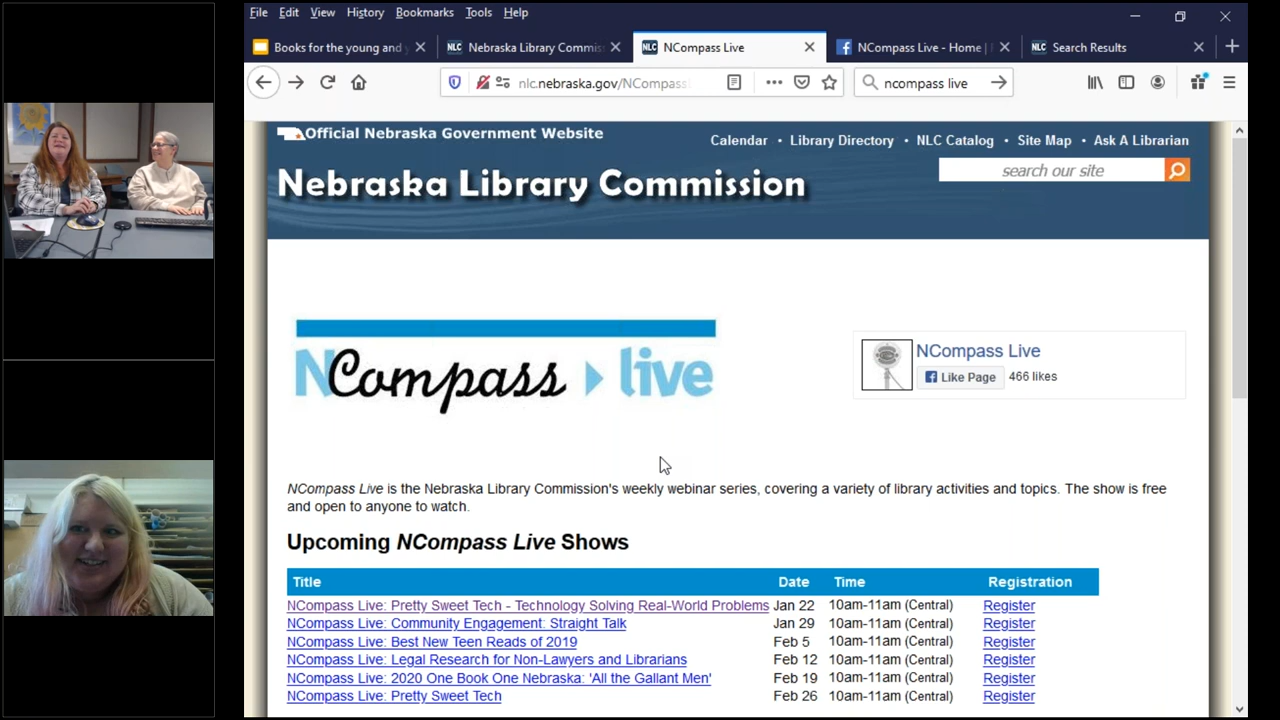 File Edit View History Bookmarks Tools Help
Books for the young and y
Nebraska Library Commiss
NCompass Live
NCompass Live - Home |
Search Results
nlc.nebraska.gov/NCompass
ncompass live
Official Nebraska Government Website
Calendar • Library Directory • NLC Catalog • Site Map • Ask A Librarian
Nebraska Library Commission
search our site
NCompass live
NCompass Live
Like Page 466 likes
NCompass Live is the Nebraska Library Commission's weekly webinar series, covering a variety of library activities and topics. The show is free
and open to anyone to watch.
Upcoming NCompass Live Shows
Title Date Time Registration
NCompass Live: Pretty Sweet Tech - Technology Solving Real-World Problems Jan 22 10am-11am (Central) Register
NCompass Live: Community Engagement: Straight Talk Jan 29 10am-11am (Central) Register
NCompass Live: Best New Teen Reads of 2019 Feb 5 10am-11am (Central) Register
NCompass Live: Legal Research for Non-Lawyers and Librarians Feb 12 10am-11am (Central) Register
NCompass Live: 2020 One Book One Nebraska: 'All the Gallant Men' Feb 19 10am-11am (Central) Register
NCompass Live: Pretty Sweet Tech Feb 26 10am-11am (Central) Register